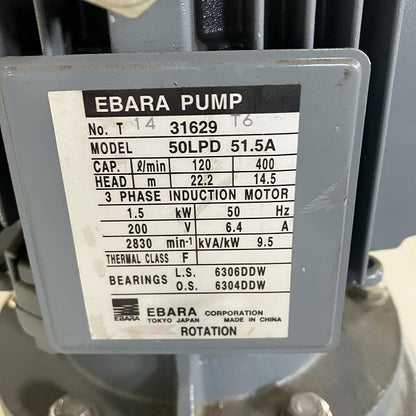 EBARA PUMP
No. T 14 31629 T6
MODEL 50LPD 51.5A
CAP. ℓ/min 120 400
HEAD m 22.2 14.5
3 PHASE INDUCTION MOTOR
1.5 kW 50 Hz
200 V 6.4 A
2830 min⁻¹ kVA/kW 9.5
THERMAL CLASS F
BEARINGS L.S. 6306DDW
O.S. 6304DDW
EBARA EBARA CORPORATION
TOKYO JAPAN MADE IN CHINA
ROTATION